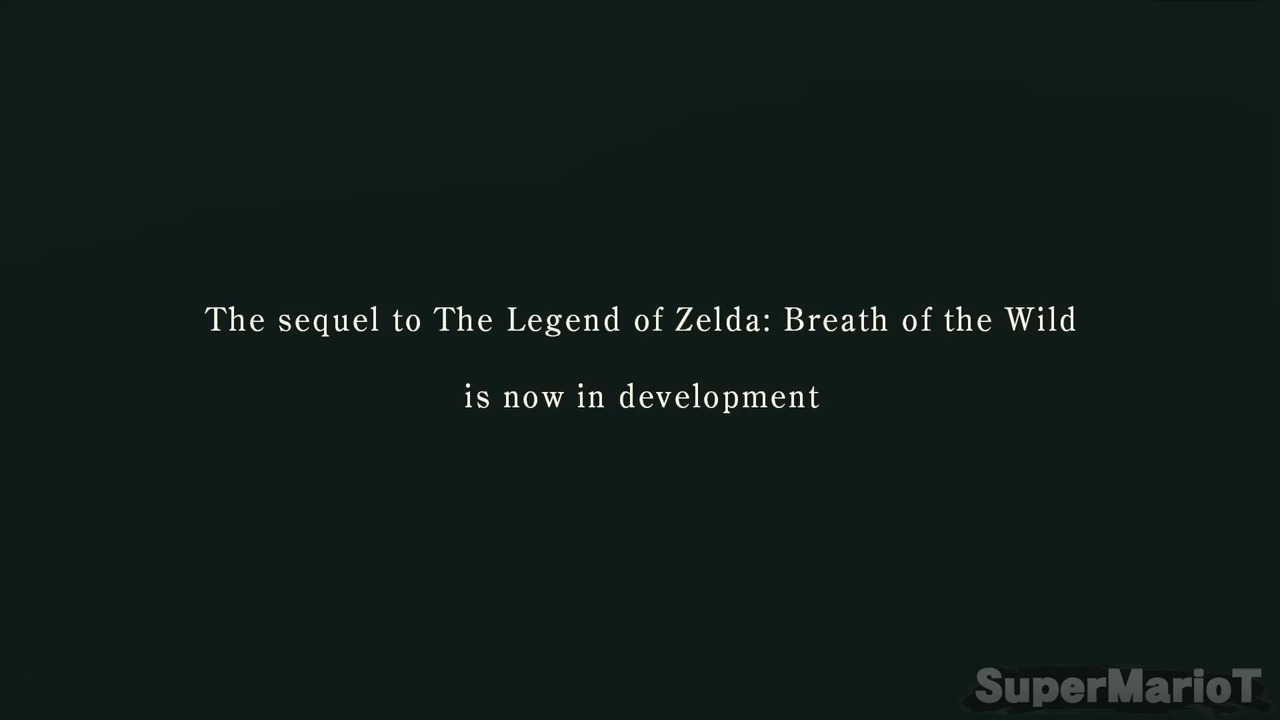 The sequel to The Legend of Zelda: Breath of the Wild
is now in development
SuperMarioT